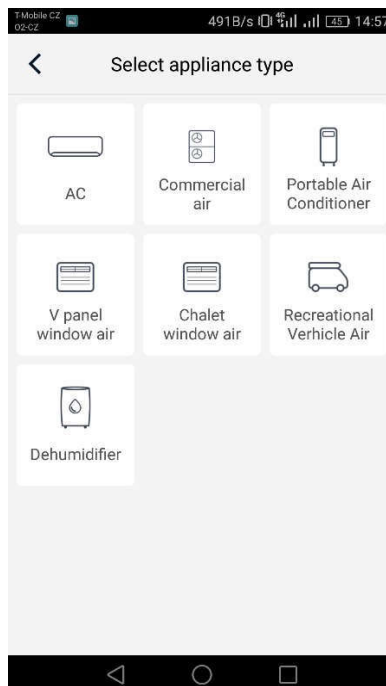 T-Mobile CZ
O2-CZ
491B/s 4G 45 14:57
Select appliance type
AC
Commercial
air
Portable Air
Conditioner
V panel
window air
Chalet
window air
Recreational
Verhicle Air
Dehumidifier